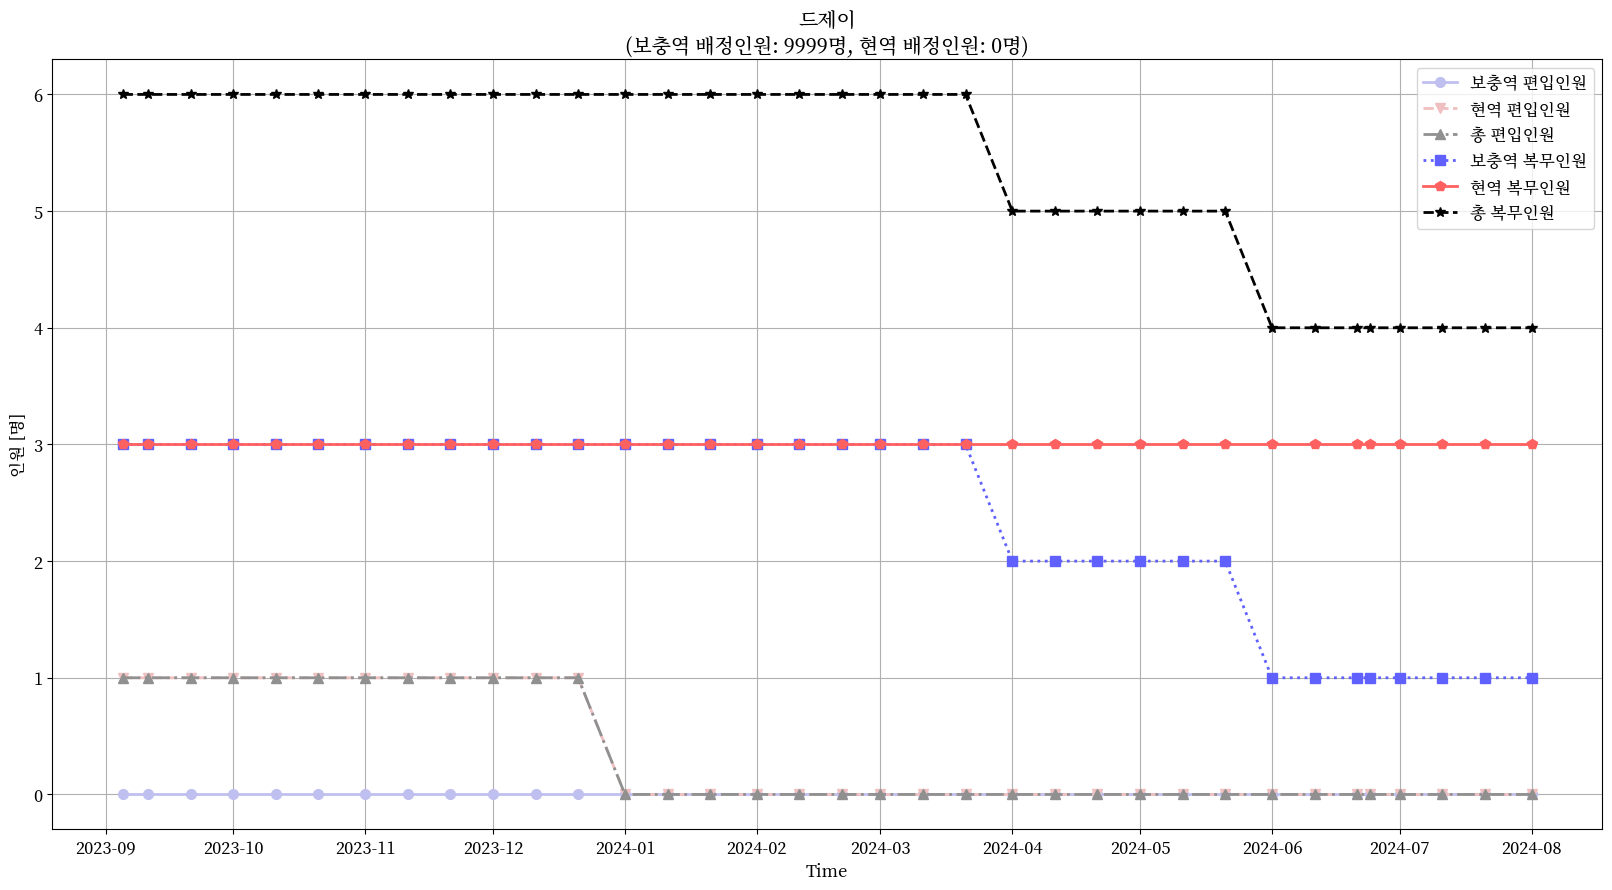 드제이
(보충역 배정인원: 9999명, 현역 배정인원: 0명)
보충역 편입인원
현역 편입인원
총 편입인원
보충역 복무인원
현역 복무인원
총 복무인원
인원 [명]
6
5
4
3
2
1
0
2023-09 2023-10 2023-11 2023-12 2024-01 2024-02 2024-03 2024-04 2024-05 2024-06 2024-07 2024-08
Time